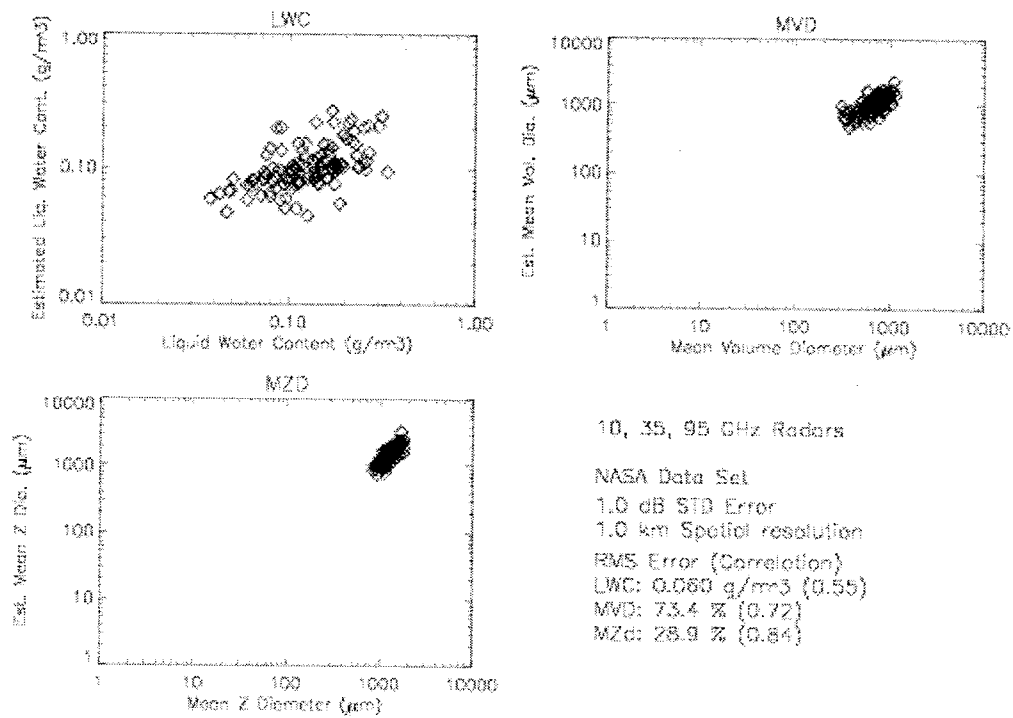 LWC
Estimated Liq. Water Cont. (g/m3)
1.00
0.10
0.01
0.01 0.10 1.00
Liquid Water Content (g/m3)
MVD
Est. Mean Vol. Dia. (μm)
10000
1000
100
10
1
1 10 100 1000 10000
Mean Volume Diameter (μm)
MZD
Est. Mean Z Dia. (μm)
10000
1000
100
10
1
1 10 100 1000 10000
Mean Z Diameter (μm)
10, 35, 95 GHz Radars
NASA Data Set
1.0 dB STD Error
1.0 km Spatial resolution
RMS Error (Correlation)
LWC: 0.060 g/m3 (0.55)
MVD: 73.4 % (0.72)
MZd: 28.9 % (0.84)